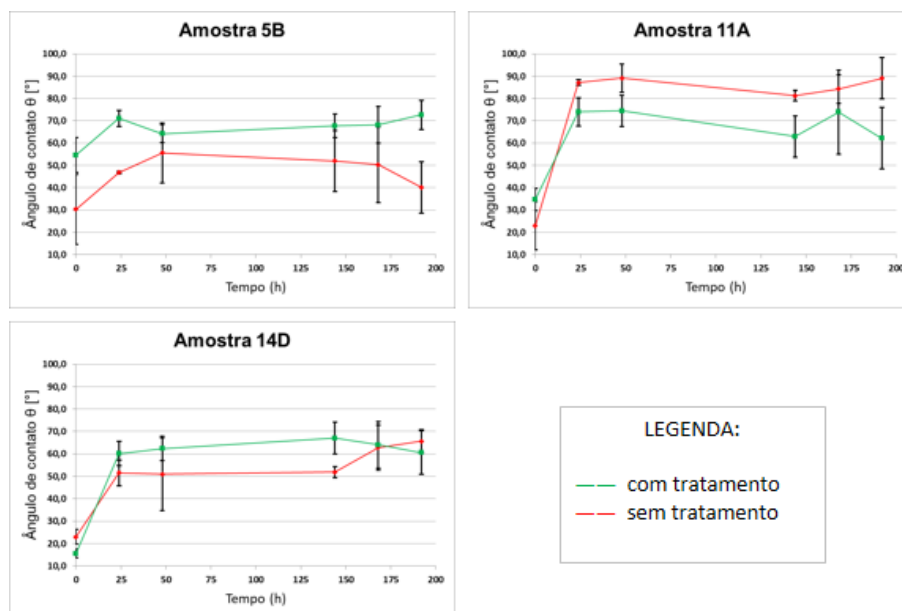 Amostra 5B
Ângulo de contato θ [°]
100,0
90,0
80,0
70,0
60,0
50,0
40,0
30,0
20,0
10,0
0 25 50 75 100 125 150 175 200
Tempo (h)
Amostra 11A
Ângulo de contato θ [°]
100,0
90,0
80,0
70,0
60,0
50,0
40,0
30,0
20,0
10,0
0 25 50 75 100 125 150 175 200
Tempo (h)
Amostra 14D
Ângulo de contato θ [°]
100,0
90,0
80,0
70,0
60,0
50,0
40,0
30,0
20,0
10,0
0 25 50 75 100 125 150 175 200
Tempo (h)
LEGENDA:
com tratamento
sem tratamento